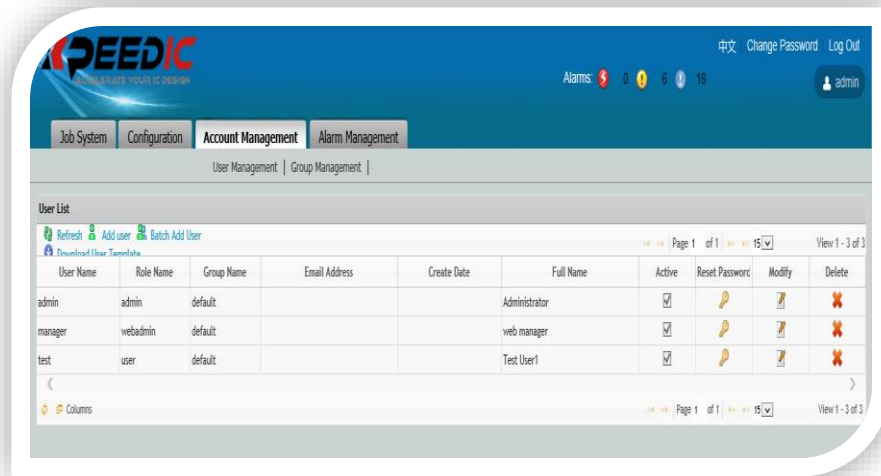 XPEEDIC
ACCELERATE YOUR IC DESIGN
中文 Change Password Log Out
Alarms: 0 6 18
admin
Job System Configuration Account Management Alarm Management
User Management | Group Management |
User List
Refresh Add user Batch Add User
Download User Template
Page 1 of 1 15 View 1 - 3 of 3
User Name Role Name Group Name Email Address Create Date Full Name Active Reset Password Modify Delete
admin admin default Administrator
manager webadmin default web manager
test user default Test User1
Columns Page 1 of 1 15 View 1 - 3 of 3